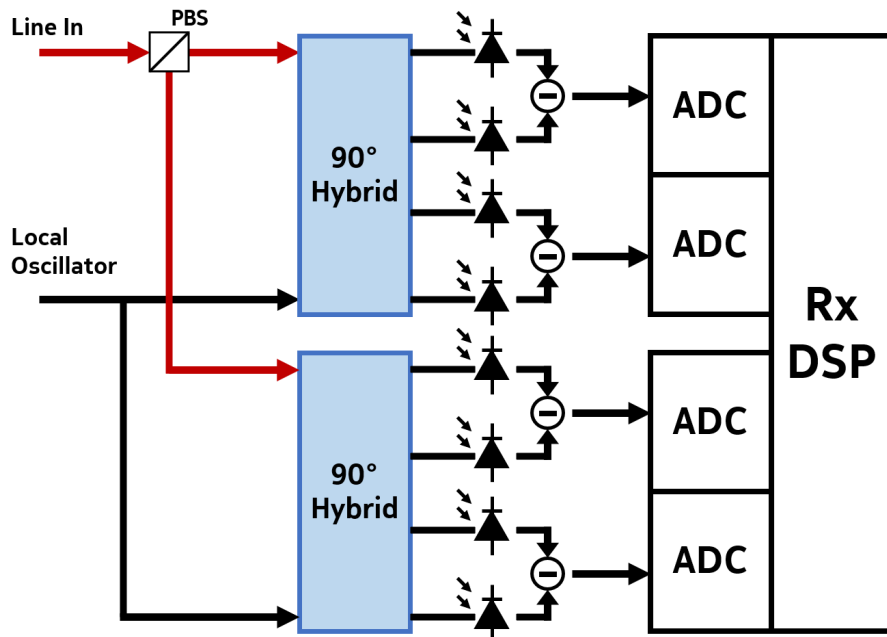 Line In
PBS
90°
Hybrid
ADC
ADC
Local
Oscillator
Rx
DSP
90°
Hybrid
ADC
ADC